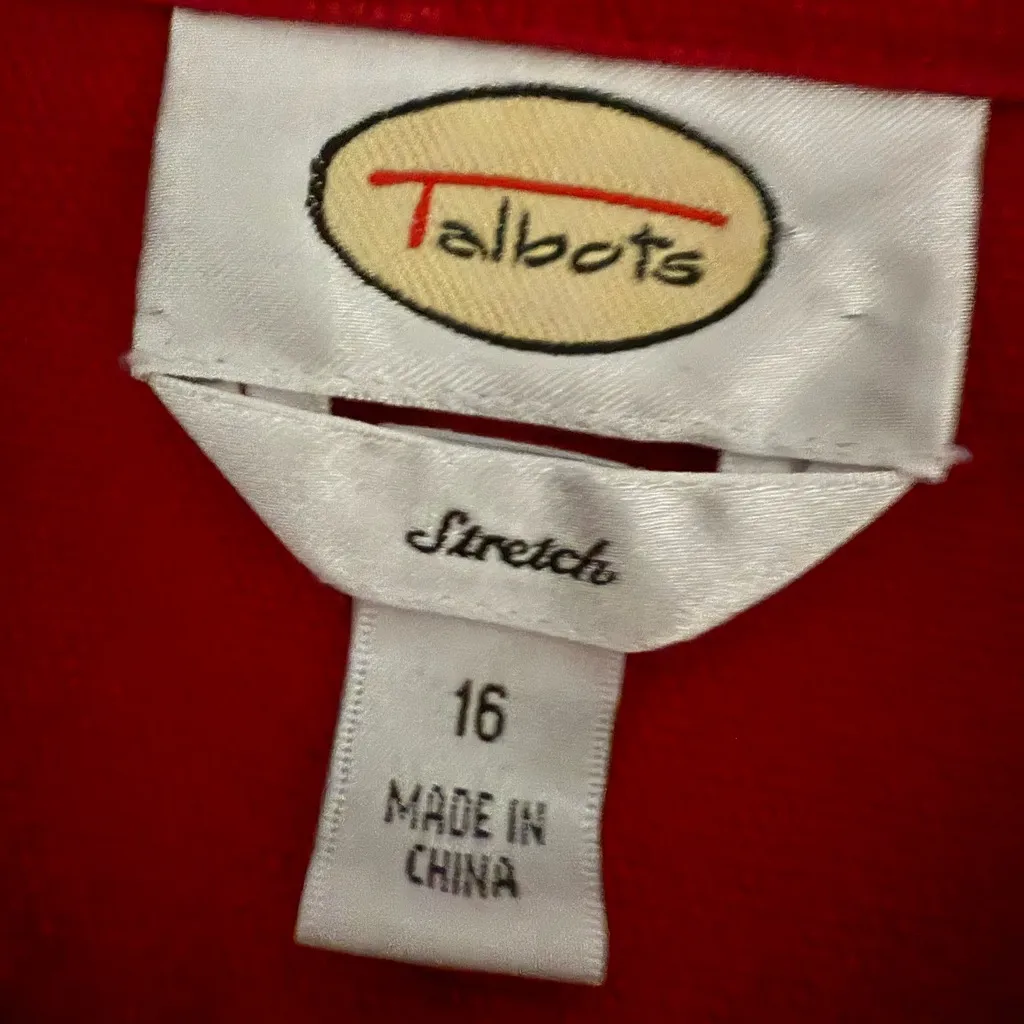 Talbots
Stretch
16
MADE IN
CHINA